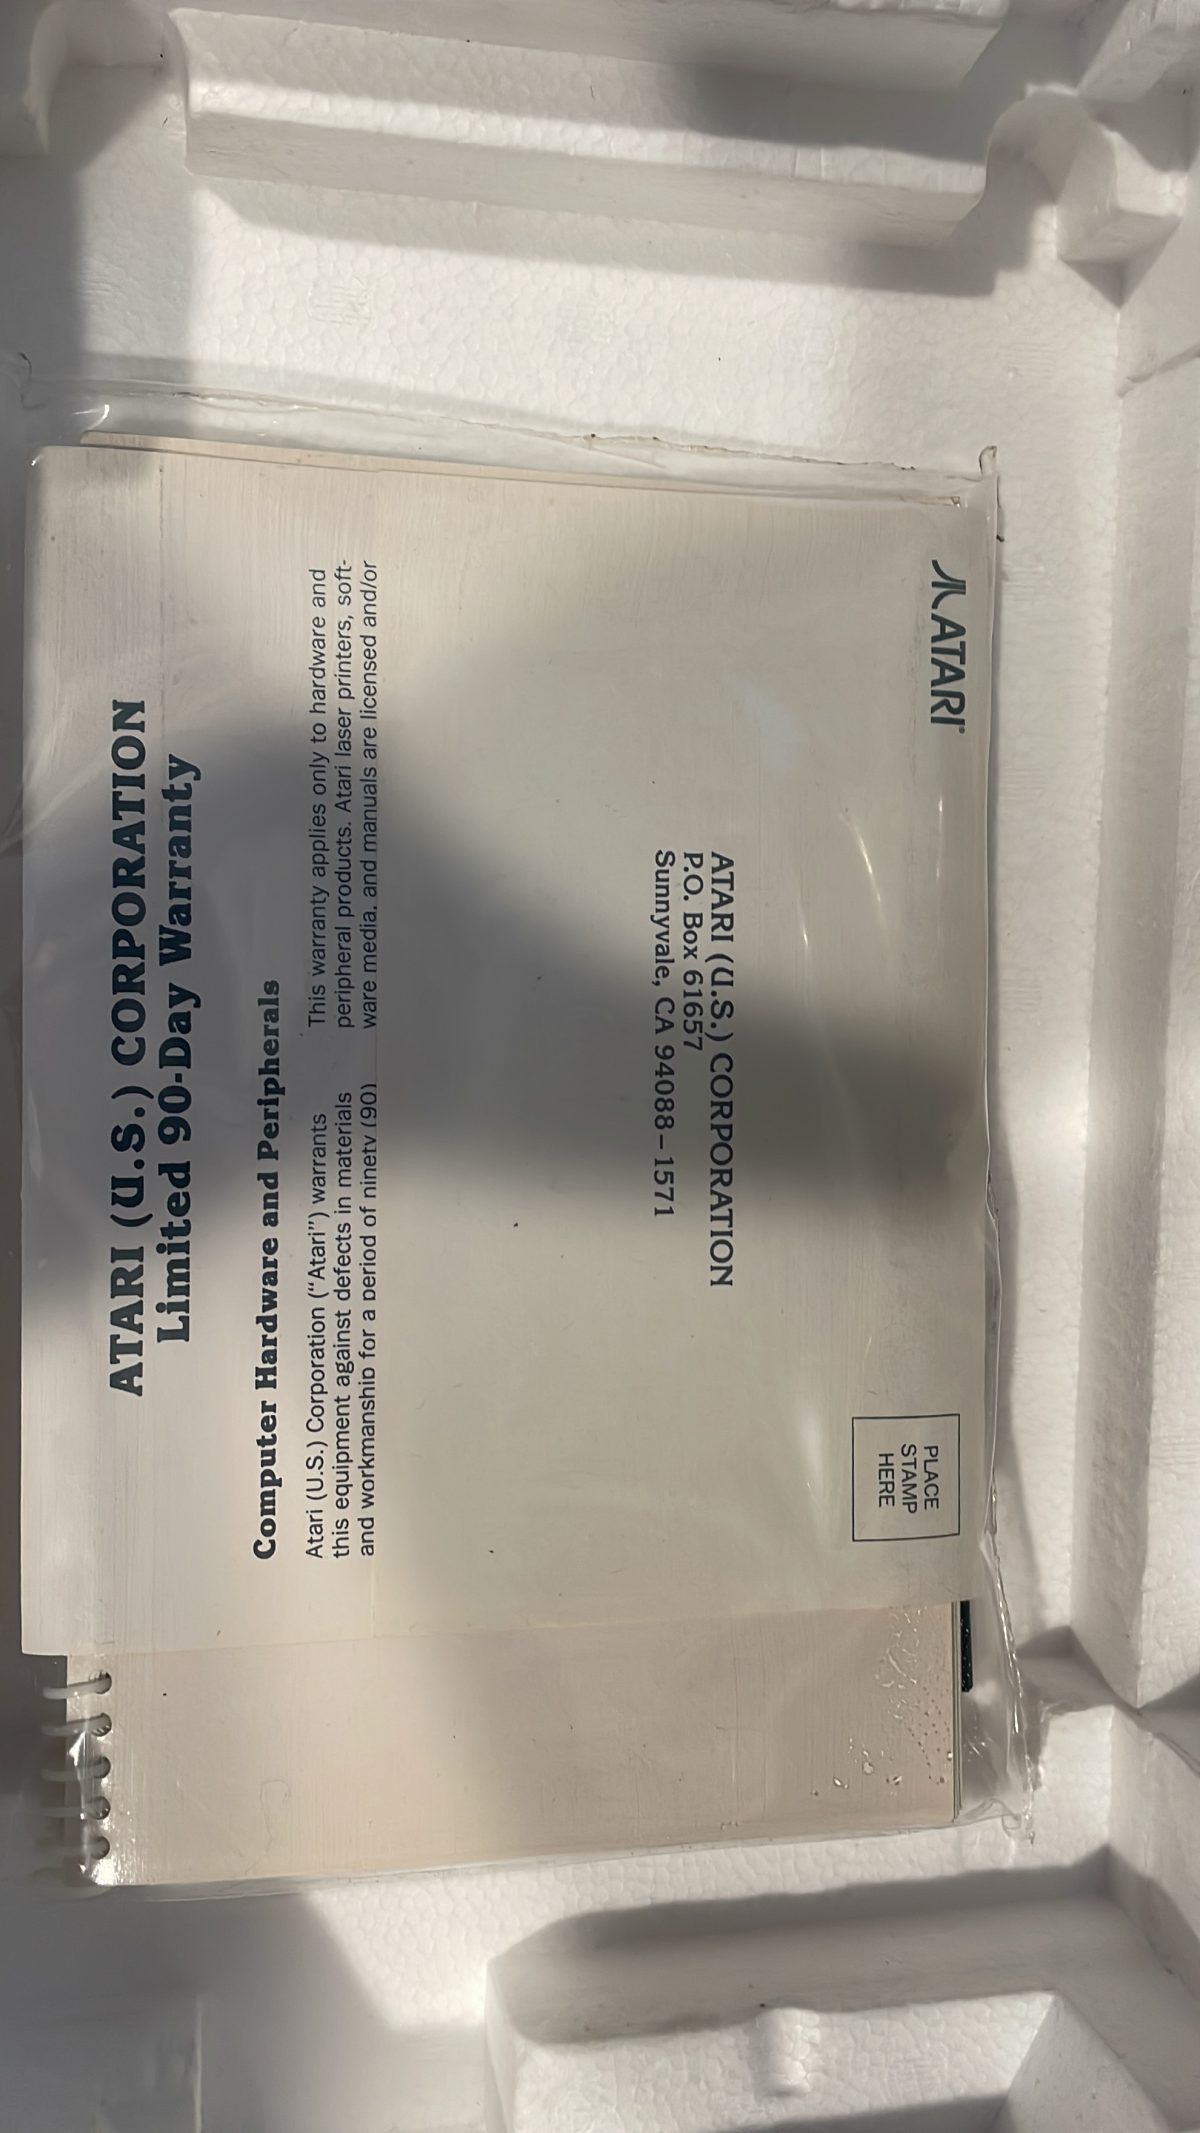 ATARI (U.S.) CORPORATION
Limited 90-Day Warranty
Computer Hardware and Peripherals
Atari (U.S.) Corporation (“Atari”) warrants
this equipment against defects in materials
and workmanship for a period of ninety (90)
This warranty applies only to hardware and
peripheral products. Atari laser printers, soft-
ware media, and manuals are licensed and/or
ATARI®
PLACE
STAMP
HERE
ATARI (U.S.) CORPORATION
P.O. Box 61657
Sunnyvale, CA 94088–1571